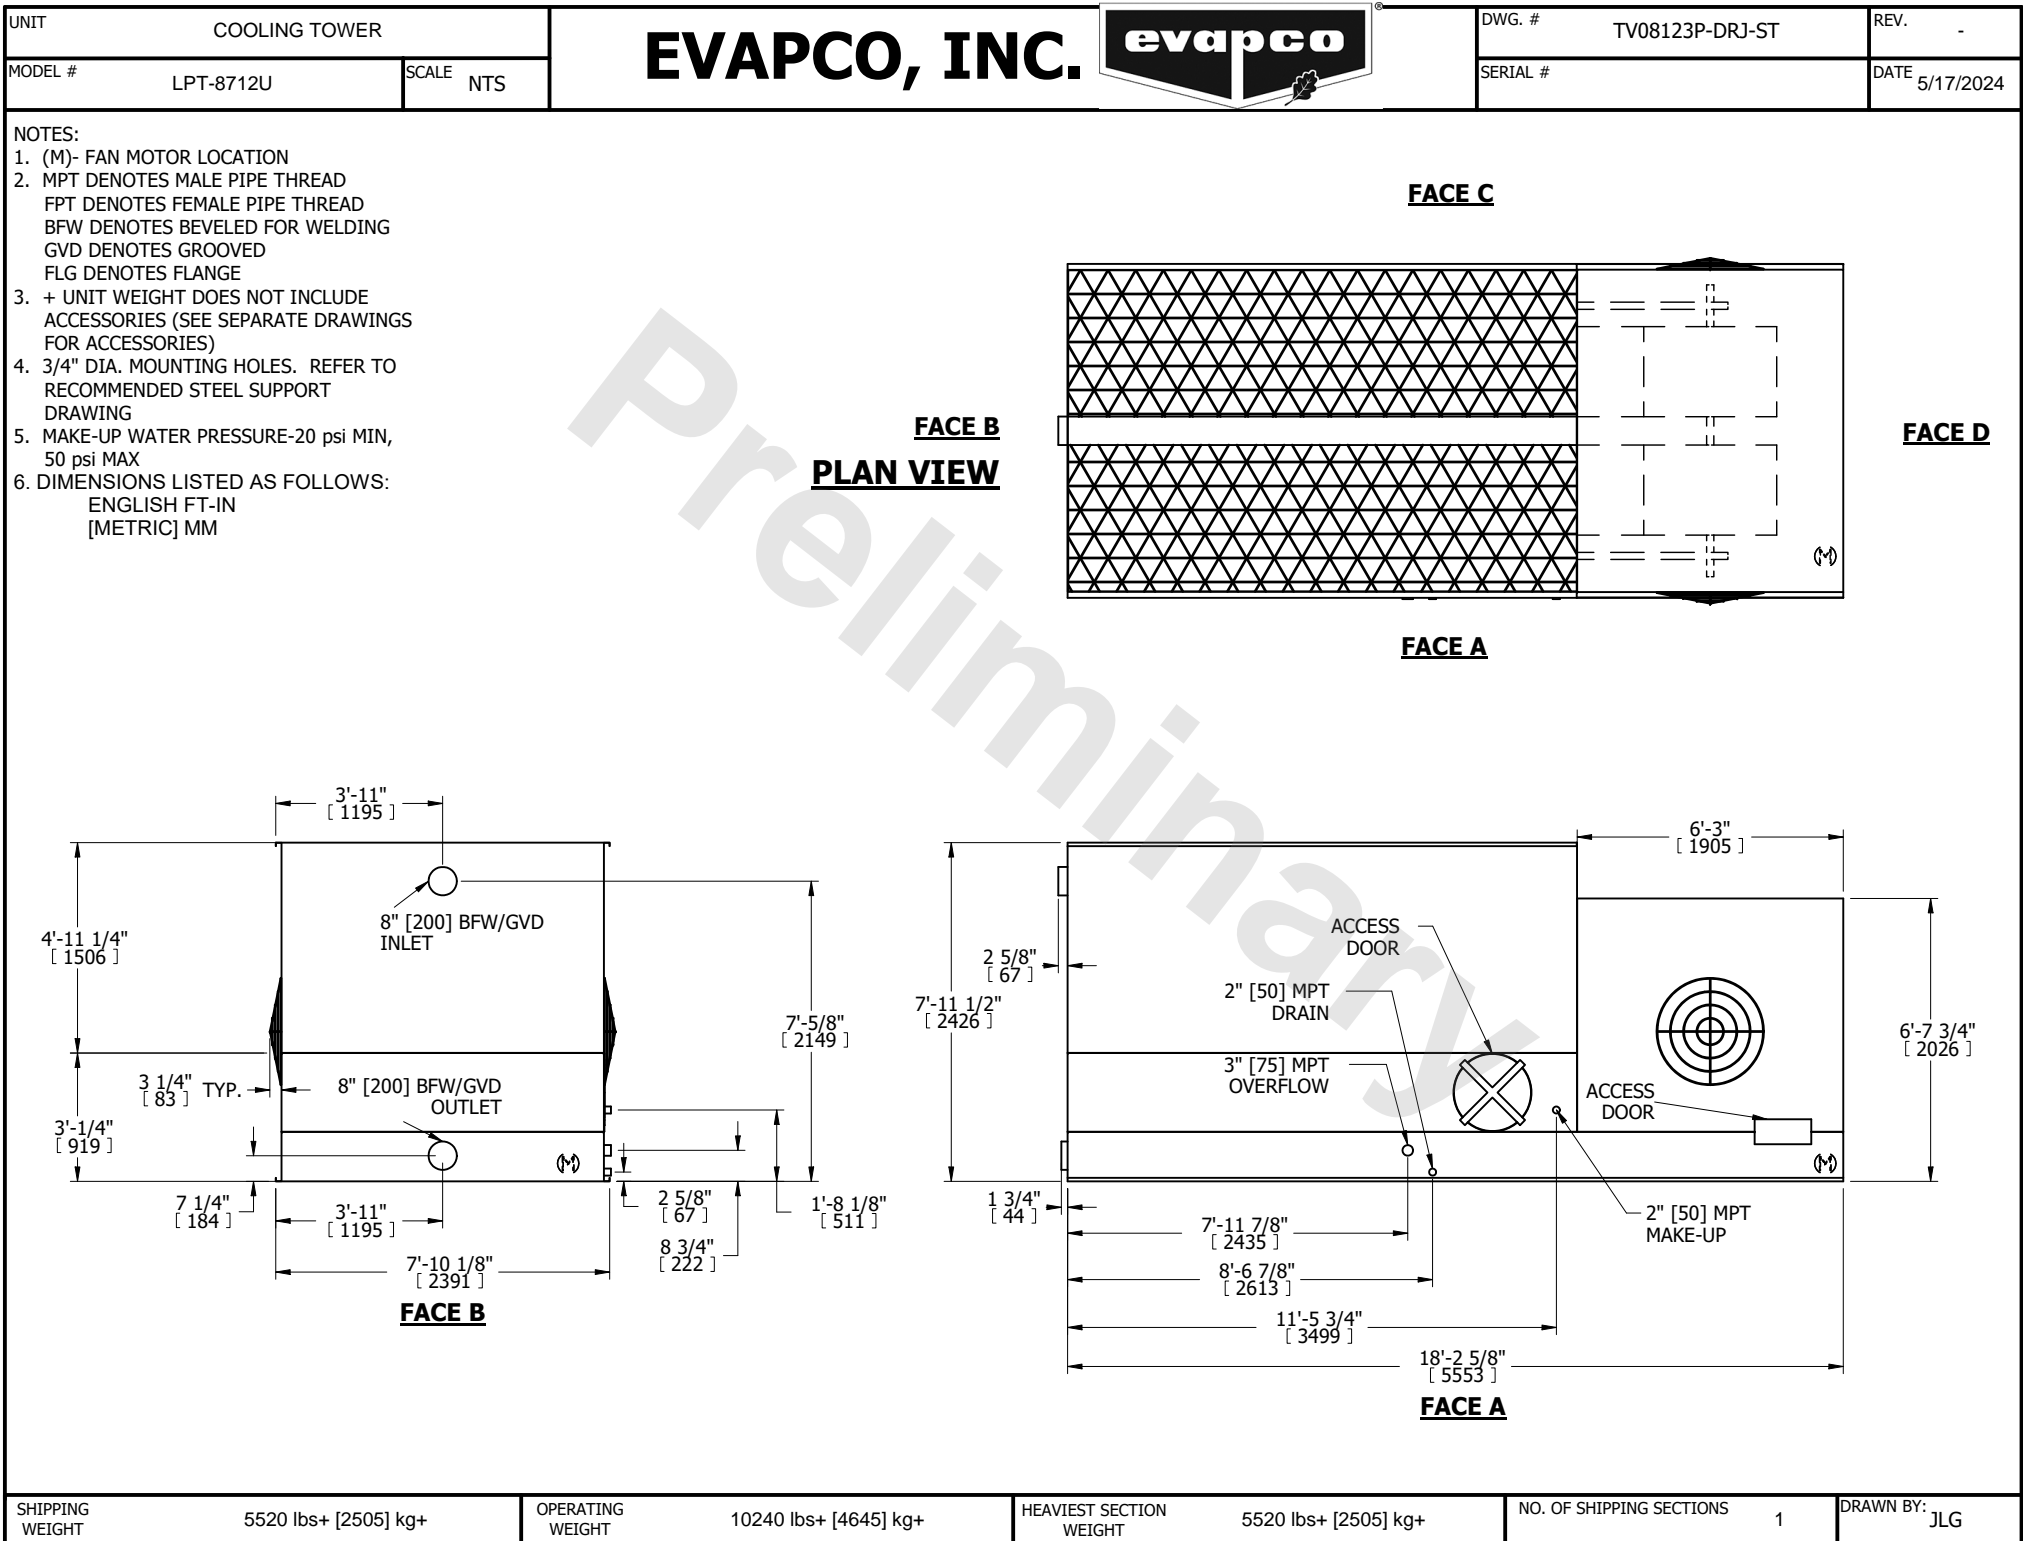 UNIT
COOLING TOWER
MODEL #
LPT-8712U
SCALE
NTS
EVAPCO, INC.
evapco
®
DWG. #
TV08123P-DRJ-ST
REV.
-
SERIAL #
DATE
5/17/2024
NOTES:
1. (M)- FAN MOTOR LOCATION
2. MPT DENOTES MALE PIPE THREAD
FPT DENOTES FEMALE PIPE THREAD
BFW DENOTES BEVELED FOR WELDING
GVD DENOTES GROOVED
FLG DENOTES FLANGE
3. + UNIT WEIGHT DOES NOT INCLUDE
ACCESSORIES (SEE SEPARATE DRAWINGS
FOR ACCESSORIES)
4. 3/4" DIA. MOUNTING HOLES. REFER TO
RECOMMENDED STEEL SUPPORT
DRAWING
5. MAKE-UP WATER PRESSURE-20 psi MIN,
50 psi MAX
6. DIMENSIONS LISTED AS FOLLOWS:
ENGLISH FT-IN
[METRIC] MM
Preliminary
FACE C
FACE B
PLAN VIEW
FACE D
(M)
FACE A
3'-11"
[ 1195 ]
8" [200] BFW/GVD
INLET
4'-11 1/4"
[ 1506 ]
7'-5/8"
[ 2149 ]
3 1/4"
[ 83 ]
TYP.
8" [200] BFW/GVD
OUTLET
3'-1/4"
[ 919 ]
(M)
7 1/4"
[ 184 ]
3'-11"
[ 1195 ]
2 5/8"
[ 67 ]
1'-8 1/8"
[ 511 ]
8 3/4"
[ 222 ]
7'-10 1/8"
[ 2391 ]
FACE B
6'-3"
[ 1905 ]
ACCESS
DOOR
2 5/8"
[ 67 ]
2" [50] MPT
DRAIN
7'-11 1/2"
[ 2426 ]
6'-7 3/4"
[ 2026 ]
3" [75] MPT
OVERFLOW
ACCESS
DOOR
(M)
1 3/4"
[ 44 ]
2" [50] MPT
MAKE-UP
7'-11 7/8"
[ 2435 ]
8'-6 7/8"
[ 2613 ]
11'-5 3/4"
[ 3499 ]
18'-2 5/8"
[ 5553 ]
FACE A
SHIPPING
WEIGHT
5520 lbs+ [2505] kg+
OPERATING
WEIGHT
10240 lbs+ [4645] kg+
HEAVIEST SECTION
WEIGHT
5520 lbs+ [2505] kg+
NO. OF SHIPPING SECTIONS
1
DRAWN BY:
JLG